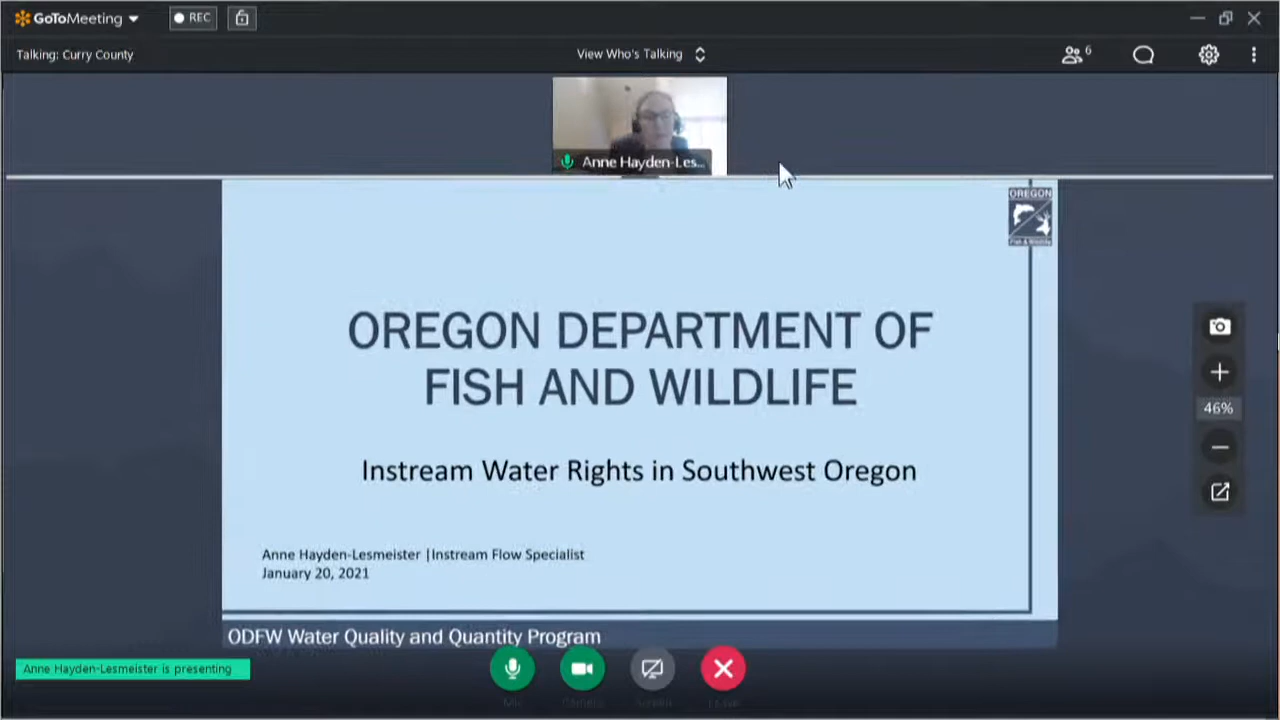 GoToMeeting
REC
Talking: Curry County
View Who's Talking
6
Anne Hayden-Les...
OREGON
Fish & Wildlife
OREGON DEPARTMENT OF
FISH AND WILDLIFE
46%
Instream Water Rights in Southwest Oregon
Anne Hayden-Lesmeister |Instream Flow Specialist
January 20, 2021
ODFW Water Quality and Quantity Program
Anne Hayden-Lesmeister is presenting